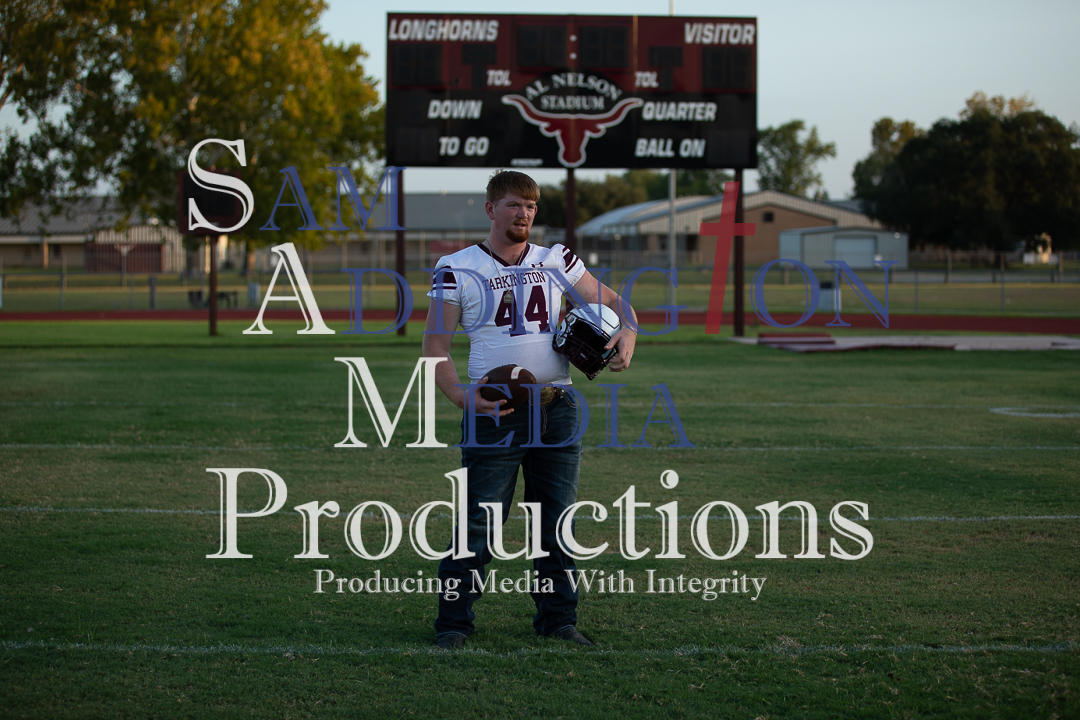 LONGHORNS VISITOR
TOL TOL
AL NELSON
STADIUM
DOWN QUARTER
TO GO BALL ON
SAM
ADDINGTON
MEDIA
Productions
Producing Media With Integrity
TARKINGTON
44